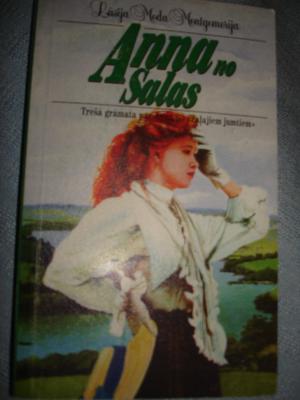 Lūsija Moda Montgomerija
Anna no
Salas
Trešā grāmata zaļajiem jumtiem»